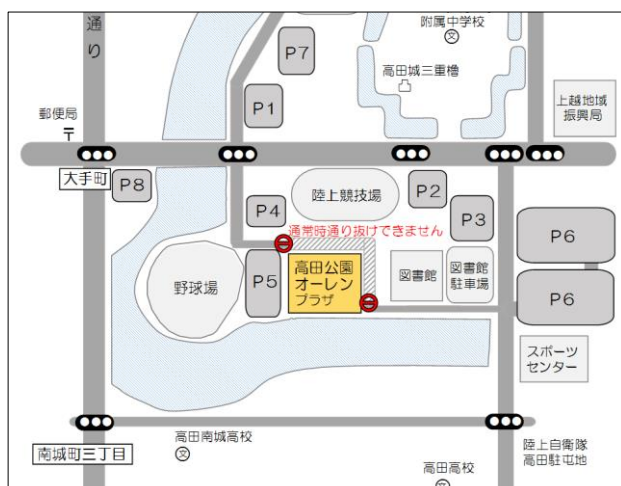 通り
附属中学校
文
P7
高田城三重櫓
P1
上越地域
振興局
郵便局
〒
大手町
P8
陸上競技場
P2
P4
P3
通常時通り抜けできません
P6
野球場
P5
高田公園
オーレン
プラザ
図書館
図書館
駐車場
P6
スポーツ
センター
高田南城高校
文
南城町三丁目
高田高校
陸上自衛隊
高田駐屯地